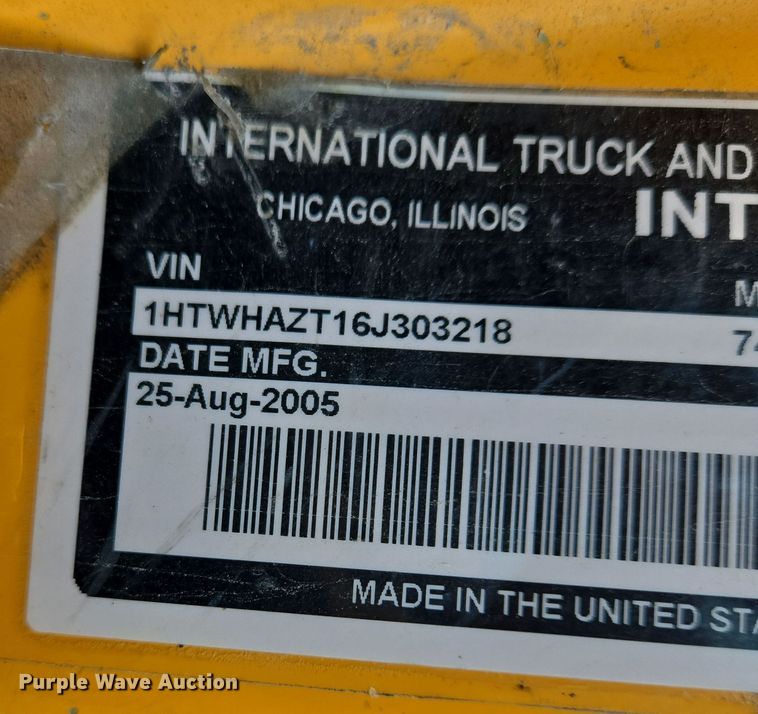 INTERNATIONAL TRUCK AND
CHICAGO, ILLINOIS
INT
VIN
M
1HTWHAZT16J303218
74
DATE MFG.
25-Aug-2005
MADE IN THE UNITED STA
Purple Wave Auction